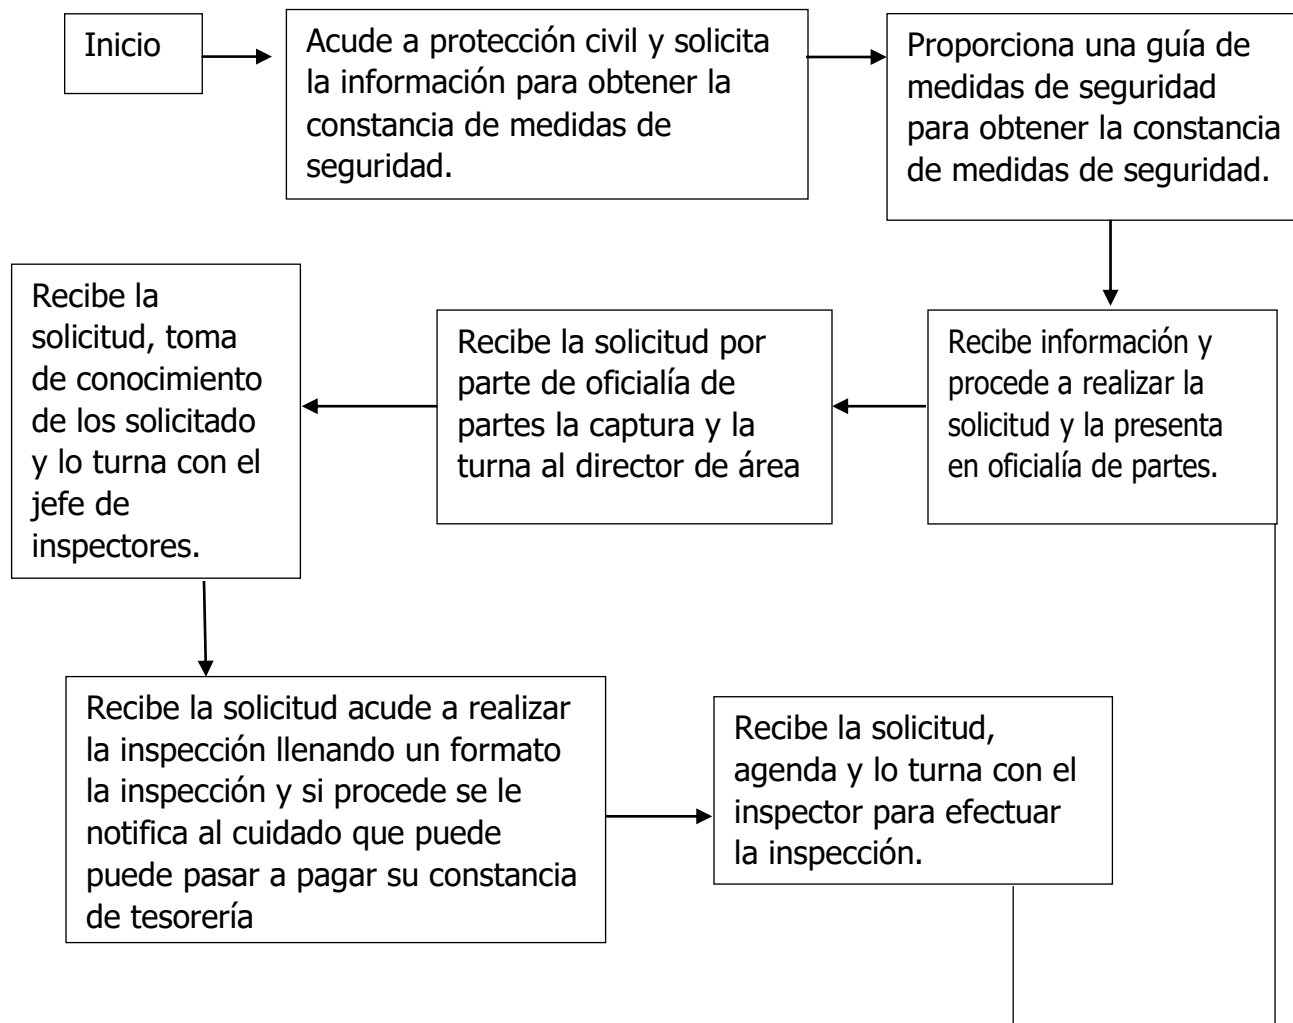 Inicio
Acude a protección civil y solicita
la información para obtener la
constancia de medidas de
seguridad.
Proporciona una guía de
medidas de seguridad
para obtener la constancia
de medidas de seguridad.
Recibe información y
procede a realizar la
solicitud y la presenta
en oficialía de partes.
Recibe la solicitud por
parte de oficialía de
partes la captura y la
turna al director de área
Recibe la
solicitud, toma
de conocimiento
de los solicitado
y lo turna con el
jefe de
inspectores.
Recibe la solicitud acude a realizar
la inspección llenando un formato
la inspección y si procede se le
notifica al cuidado que puede
puede pasar a pagar su constancia
de tesorería
Recibe la solicitud,
agenda y lo turna con el
inspector para efectuar
la inspección.